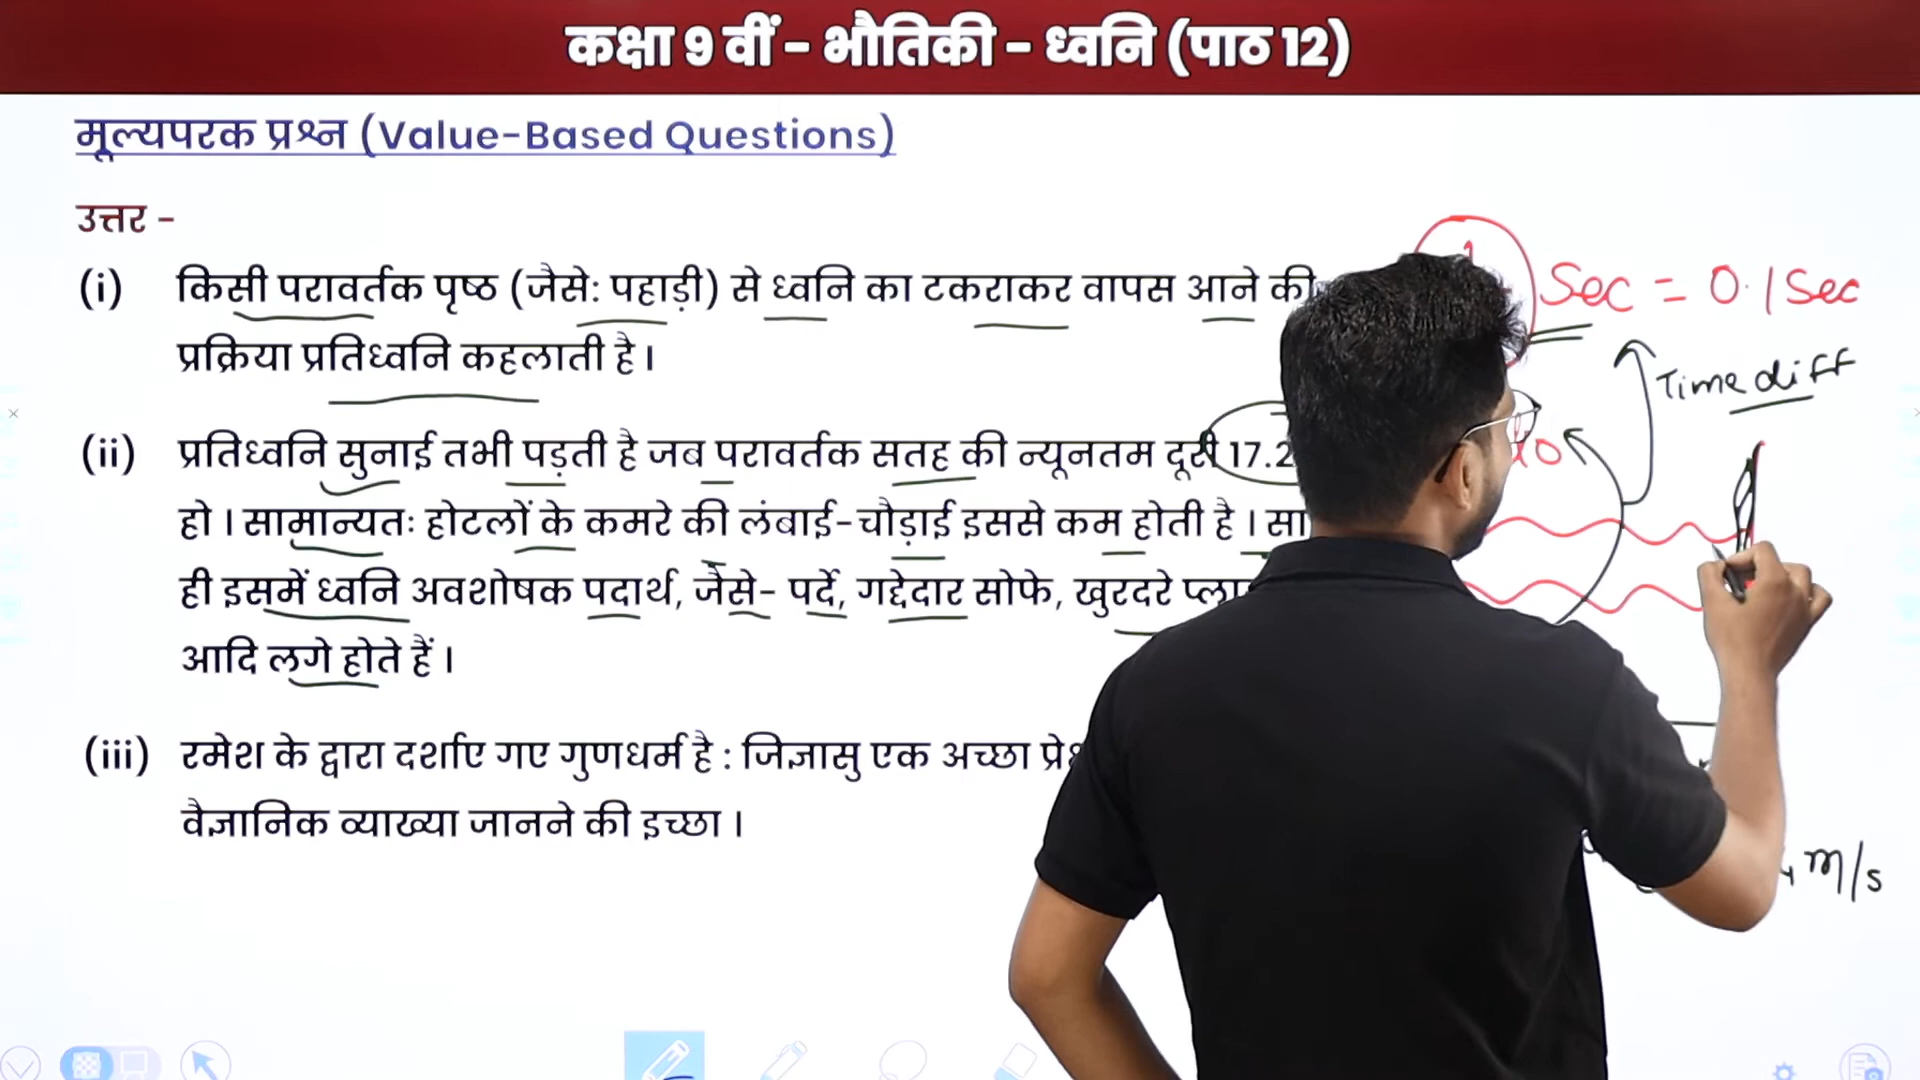 कक्षा 9 वीं - भौतिकी - ध्वनि (पाठ 12)
मूल्यपरक प्रश्न (Value-Based Questions)
उत्तर -
(i) किसी परावर्तक पृष्ठ (जैसे: पहाड़ी) से ध्वनि का टकराकर वापस आने की
प्रक्रिया प्रतिध्वनि कहलाती है।
(ii) प्रतिध्वनि सुनाई तभी पड़ती है जब परावर्तक सतह की न्यूनतम दूरी 17.2
हो। सामान्यतः होटलों के कमरे की लंबाई-चौड़ाई इससे कम होती है।
ही इसमें ध्वनि अवशोषक पदार्थ, जैसे- पर्दे, गद्देदार सोफे, खुरदरे
आदि लगे होते हैं।
(iii) रमेश के द्वारा दर्शाए गए गुणधर्म है : जिज्ञासु एक अच्छा
वैज्ञानिक व्याख्या जानने की इच्छा।
Sec = 0.1 Sec
Time diff
m/s